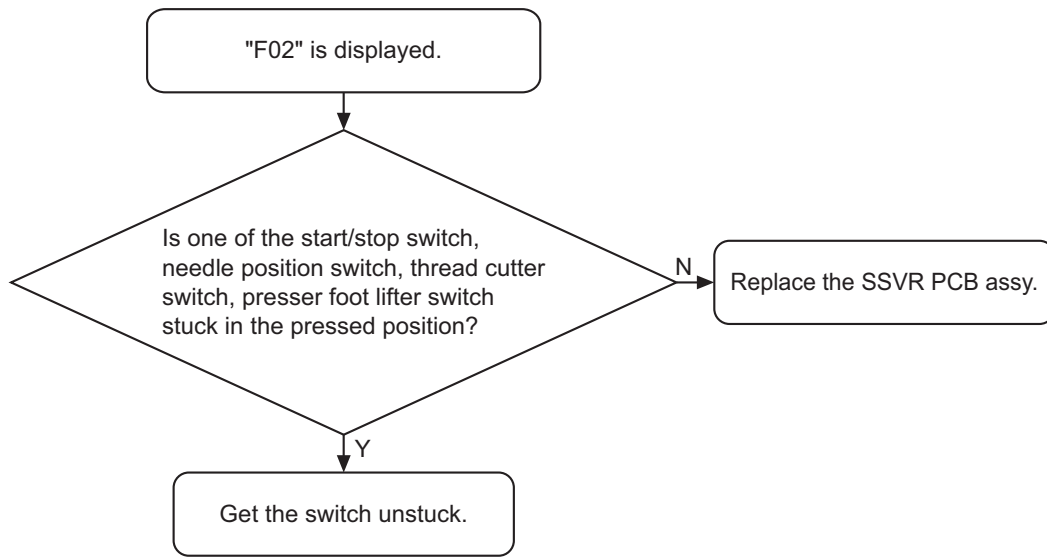 "F02" is displayed.
Is one of the start/stop switch,
needle position switch, thread cutter
switch, presser foot lifter switch
stuck in the pressed position?
N
Replace the SSVR PCB assy.
Y
Get the switch unstuck.